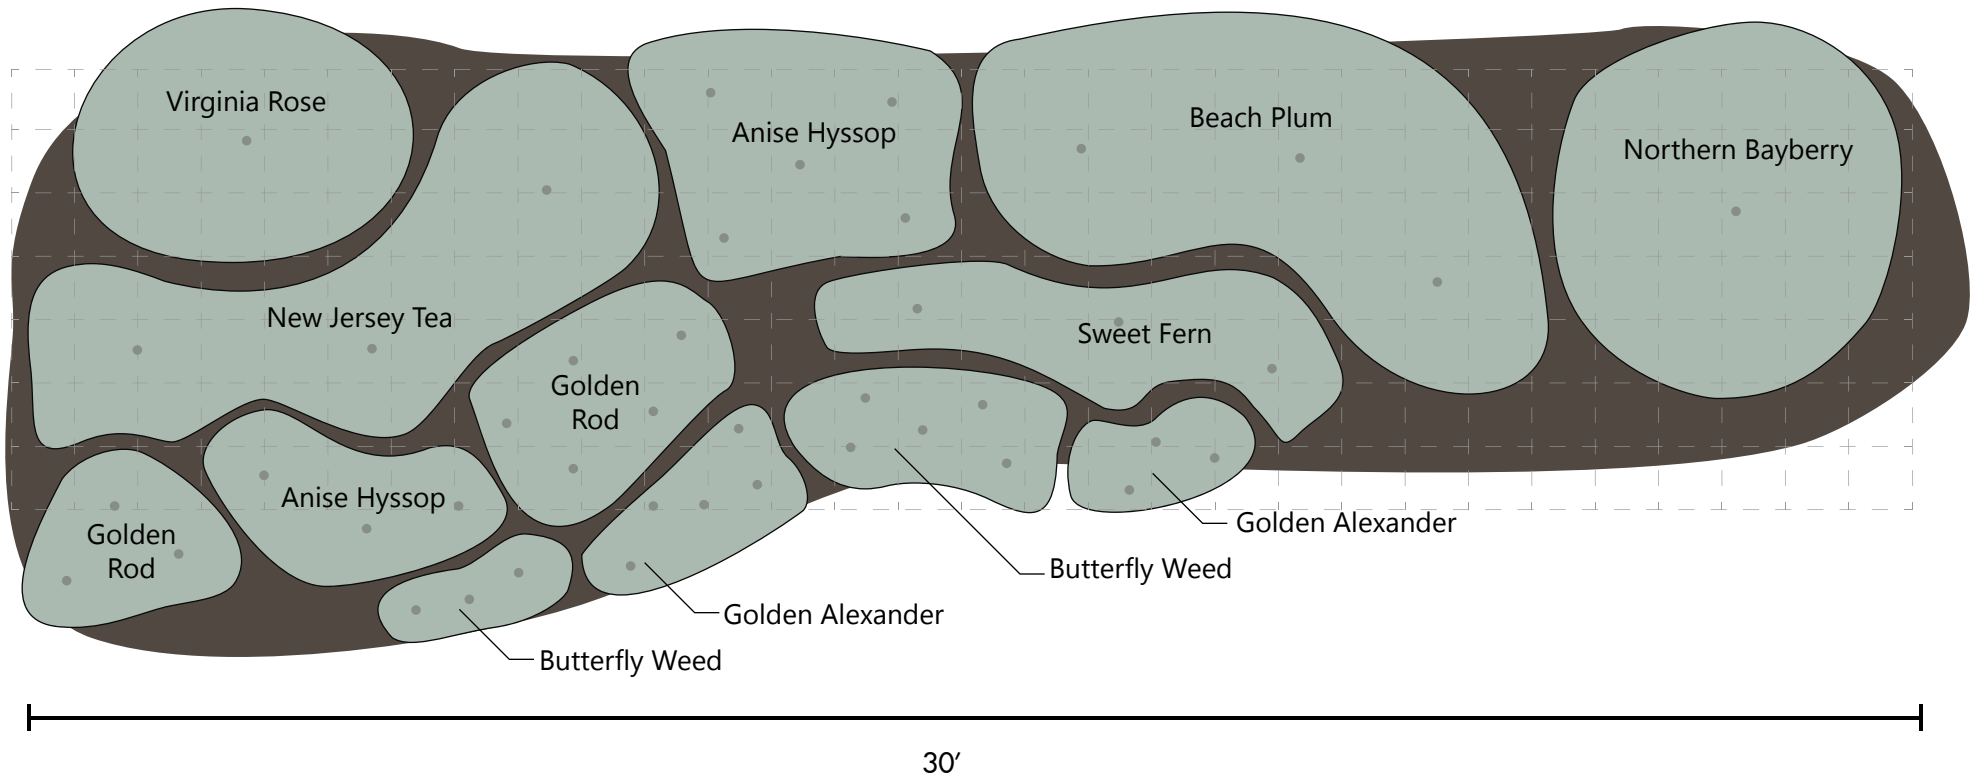 Virginia Rose
Anise Hyssop
Beach Plum
Northern Bayberry
New Jersey Tea
Sweet Fern
Golden
Rod
Anise Hyssop
Golden
Rod
Golden Alexander
Butterfly Weed
Golden Alexander
Butterfly Weed
30′